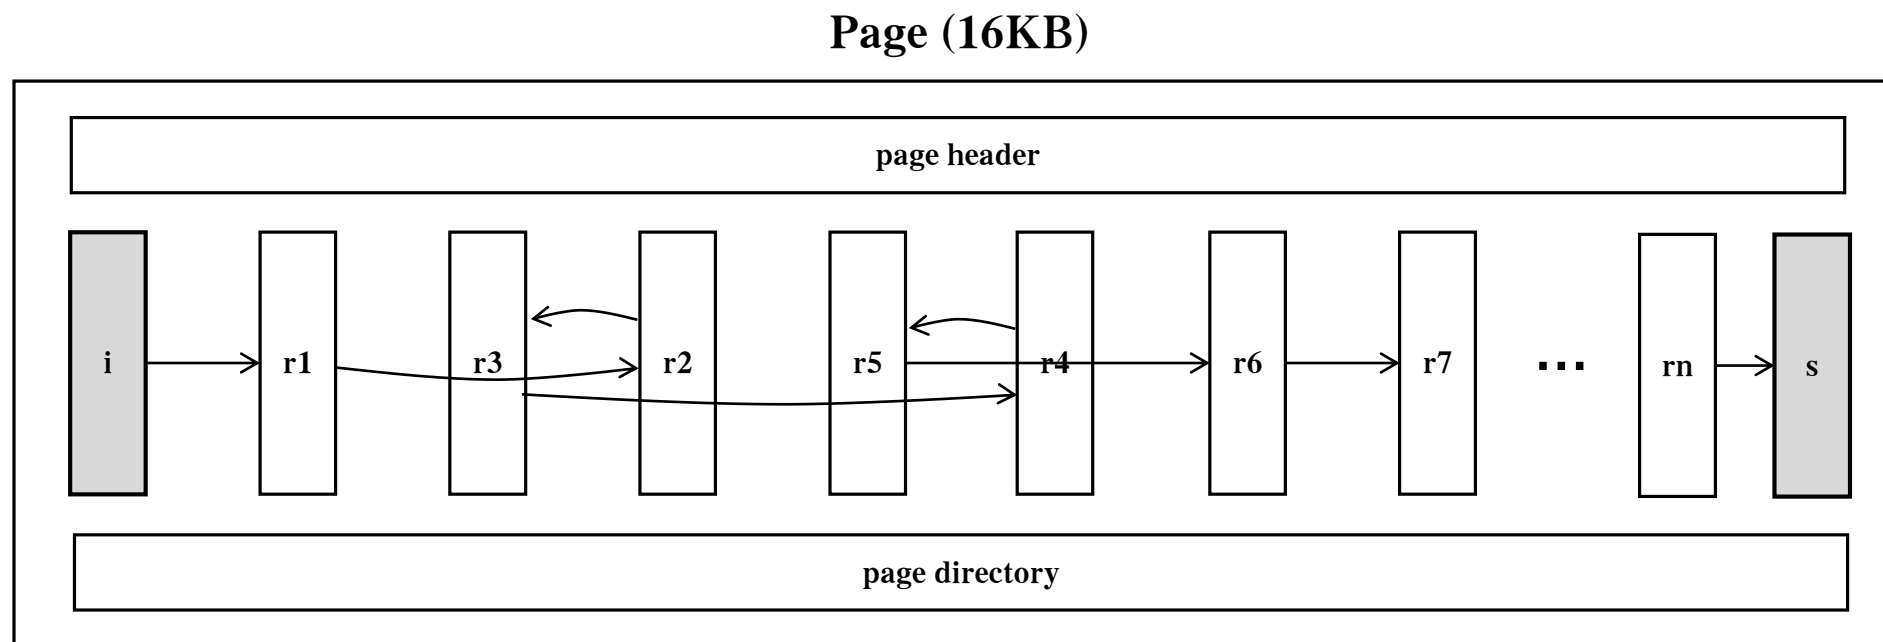 Page (16KB)
page header
i r1 r3 r2 r5 r4 r6 r7 ... rn s
page directory